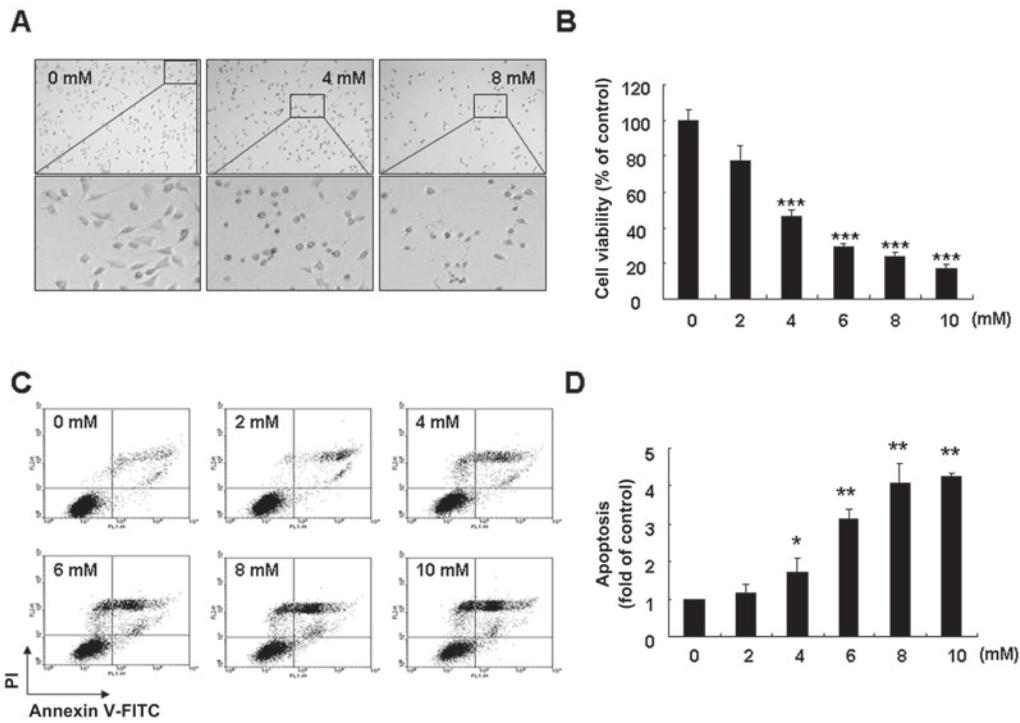 A
0 mM
4 mM
8 mM
B
Cell viability (% of control)
120
100
80
60
40
20
0
***
***
***
***
0 2 4 6 8 10 (mM)
C
0 mM
2 mM
4 mM
6 mM
8 mM
10 mM
PI
Annexin V-FITC
D
Apoptosis
(fold of control)
5
4
3
2
1
0
*
**
**
**
0 2 4 6 8 10 (mM)